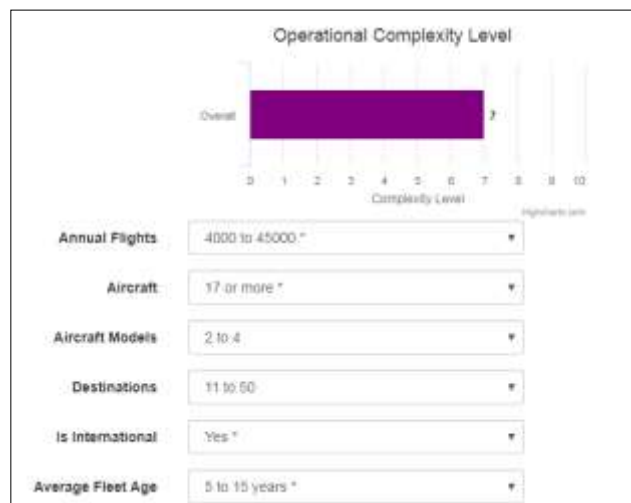 Operational Complexity Level
Overall
7
0 1 2 3 4 5 6 7 8 9 10
Complexity Level
Highcharts.com
Annual Flights 4000 to 45000 *
Aircraft 17 or more *
Aircraft Models 2 to 4
Destinations 11 to 50
Is International Yes *
Average Fleet Age 5 to 15 years *